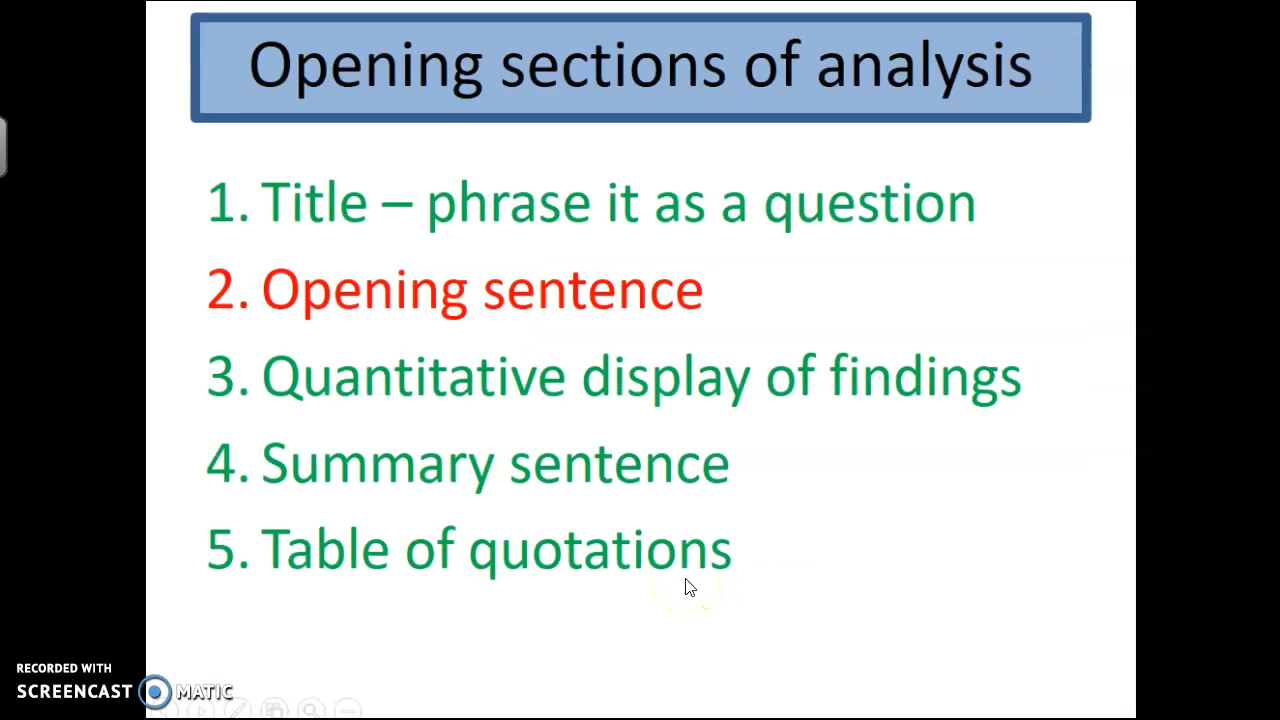 Opening sections of analysis
1. Title – phrase it as a question
2. Opening sentence
3. Quantitative display of findings
4. Summary sentence
5. Table of quotations
RECORDED WITH
SCREENCAST MATIC